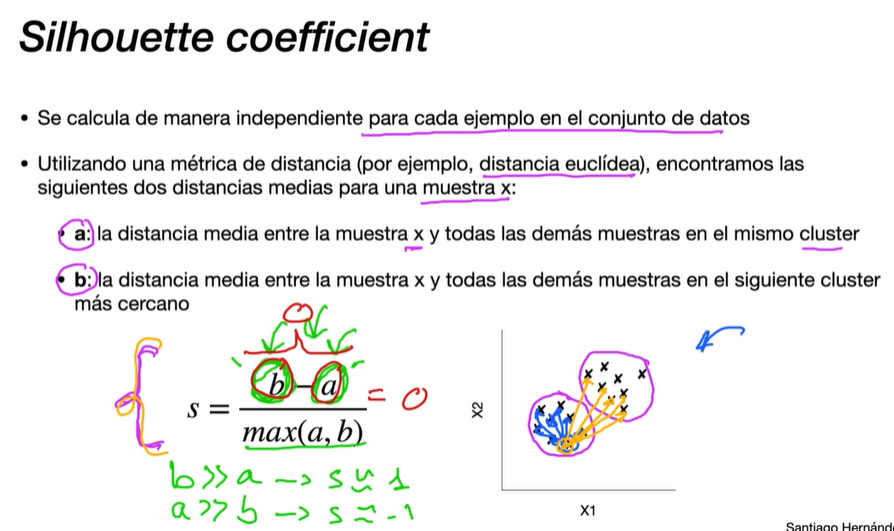 Silhouette coefficient
• Se calcula de manera independiente para cada ejemplo en el conjunto de datos
• Utilizando una métrica de distancia (por ejemplo, distancia euclídea), encontramos las
siguientes dos distancias medias para una muestra x:
• a: la distancia media entre la muestra x y todas las demás muestras en el mismo cluster
• b: la distancia media entre la muestra x y todas las demás muestras en el siguiente cluster
más cercano
0
s = (b − a) / max(a, b) = 0
b >> a -> s ≈ 1
a >> b -> s ≈ -1
X2
X1
Santiago Hernánd